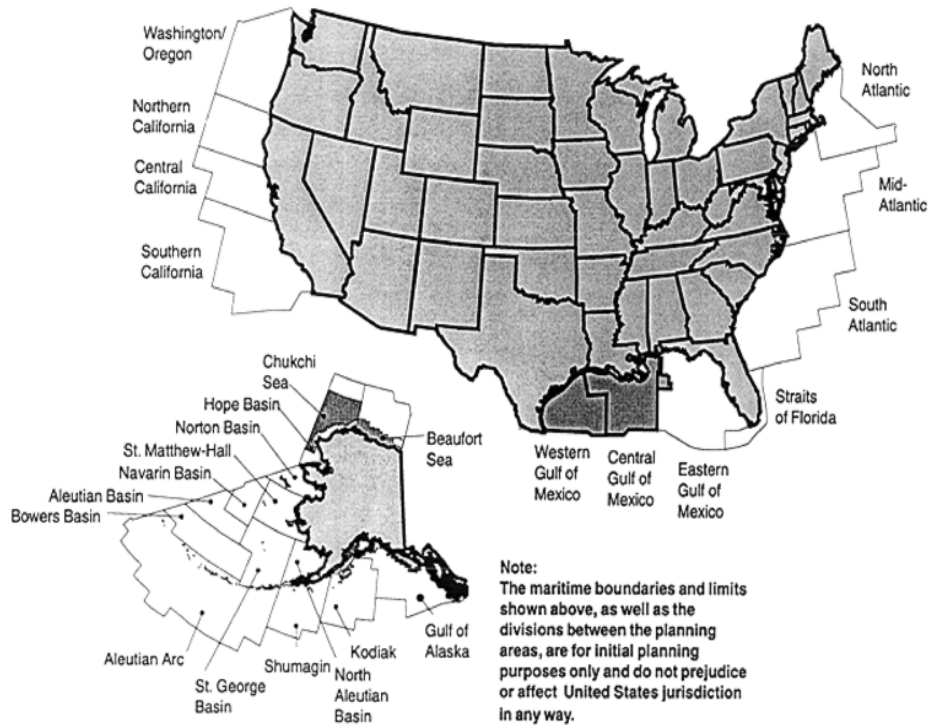 Washington/
Oregon
Northern
California
Central
California
Southern
California
North
Atlantic
Mid-
Atlantic
South
Atlantic
Straits
of Florida
Western
Gulf of
Mexico
Central
Gulf of
Mexico
Eastern
Gulf of
Mexico
Chukchi
Sea
Hope Basin
Norton Basin
St. Matthew-Hall
Navarin Basin
Aleutian Basin
Bowers Basin
Beaufort
Sea
Aleutian Arc
St. George
Basin
Shumagin
North
Aleutian
Basin
Kodiak
Gulf of
Alaska
Note:
The maritime boundaries and limits
shown above, as well as the
divisions between the planning
areas, are for initial planning
purposes only and do not prejudice
or affect United States jurisdiction
in any way.